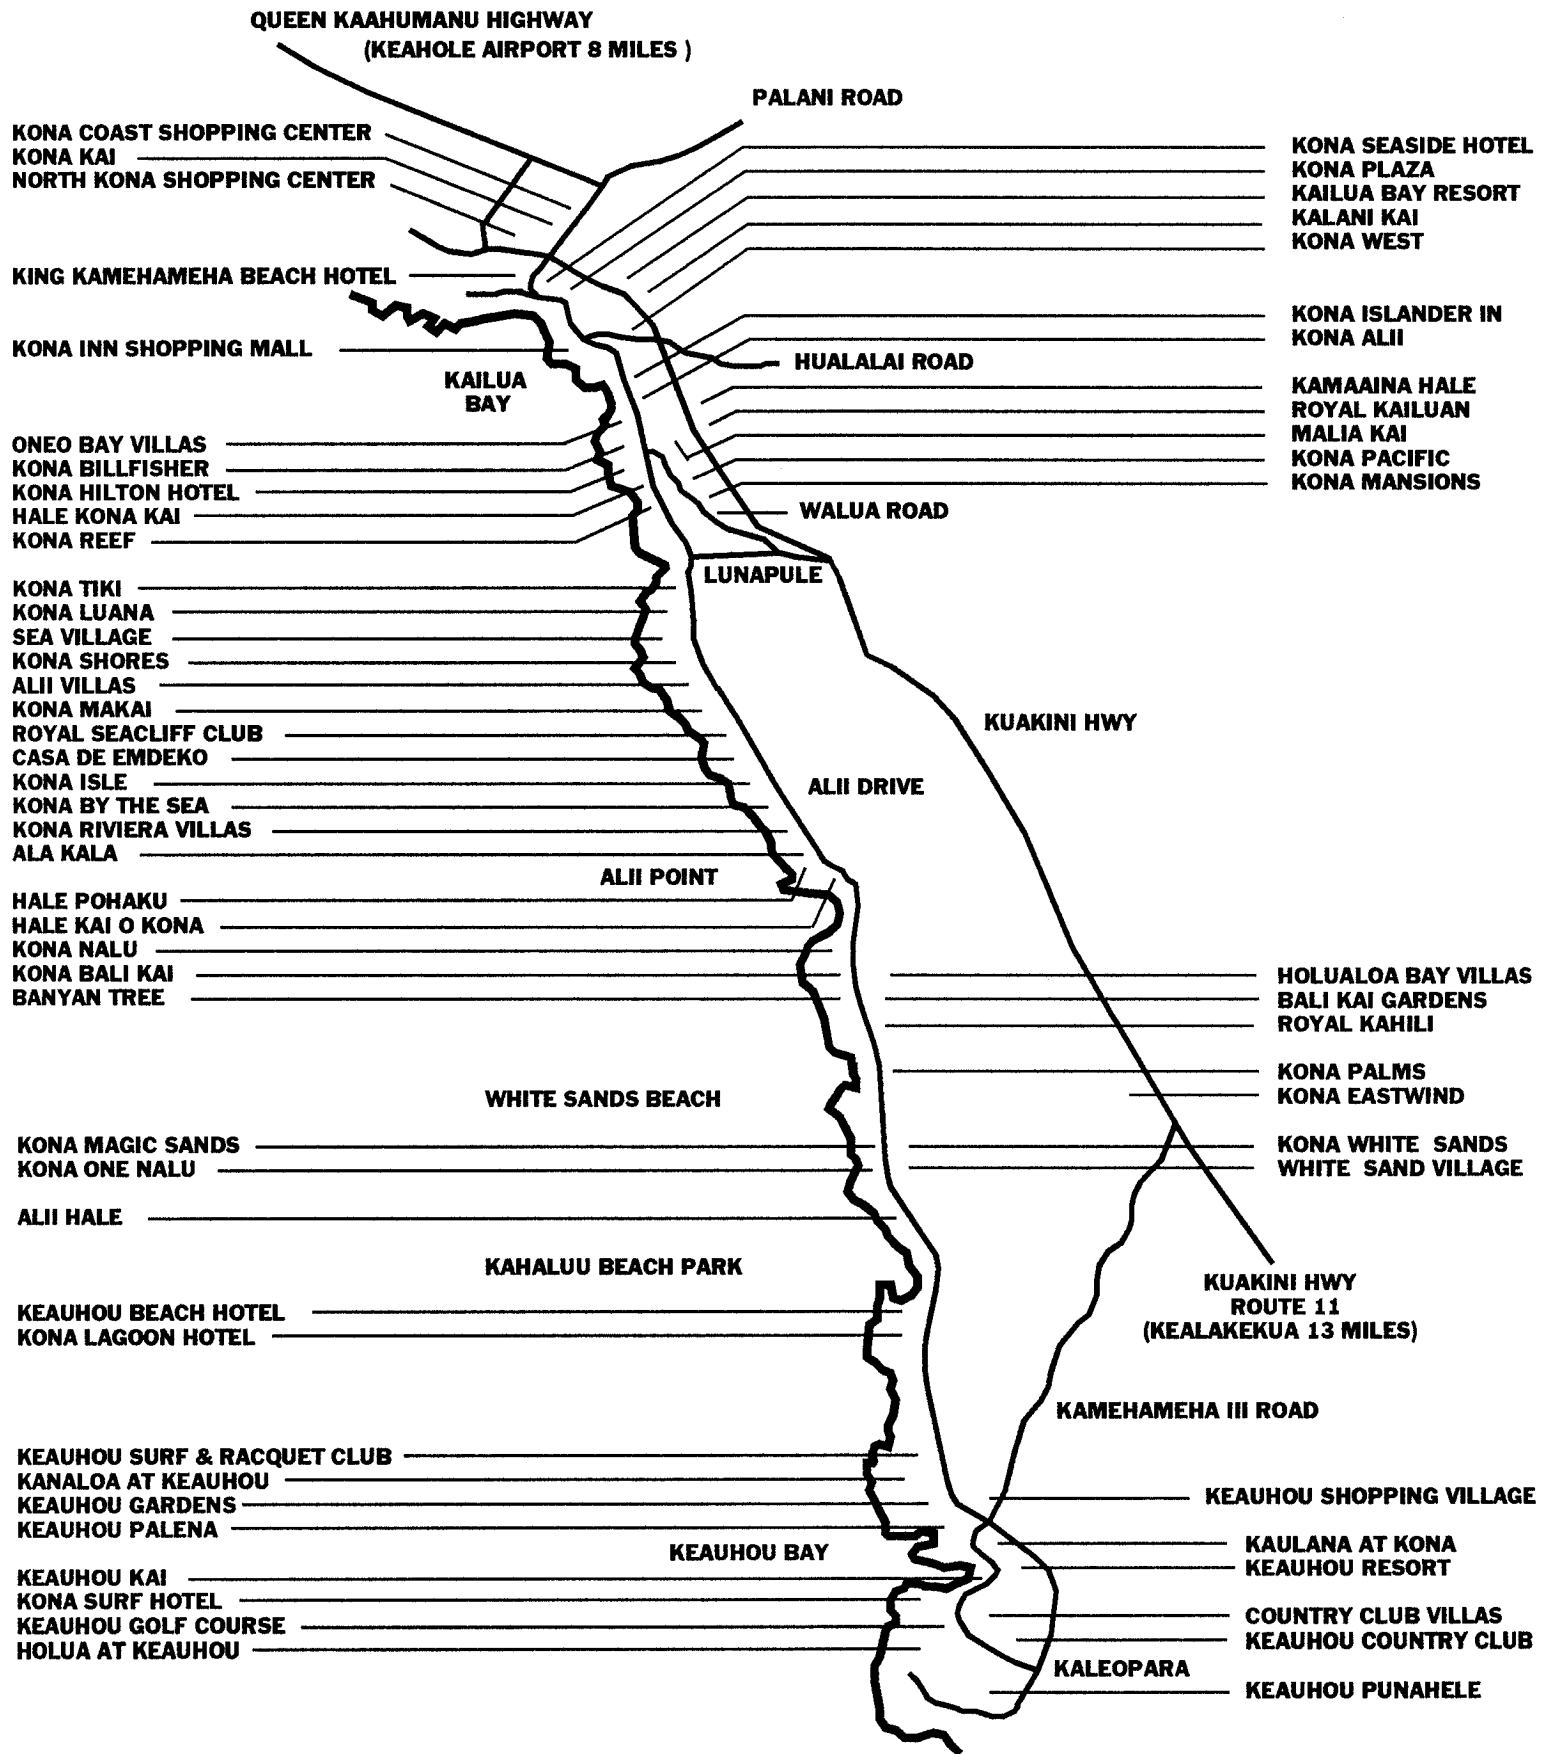 QUEEN KAAHUMANU HIGHWAY
(KEAHOLE AIRPORT 8 MILES )
PALANI ROAD
KONA COAST SHOPPING CENTER
KONA KAI
NORTH KONA SHOPPING CENTER
KING KAMEHAMEHA BEACH HOTEL
KONA INN SHOPPING MALL
KAILUA
BAY
KONA SEASIDE HOTEL
KONA PLAZA
KAILUA BAY RESORT
KALANI KAI
KONA WEST
KONA ISLANDER IN
KONA ALII
HUALALAI ROAD
KAMAAINA HALE
ROYAL KAILUAN
MALIA KAI
KONA PACIFIC
KONA MANSIONS
WALUA ROAD
LUNAPULE
ONEO BAY VILLAS
KONA BILLFISHER
KONA HILTON HOTEL
HALE KONA KAI
KONA REEF
KONA TIKI
KONA LUANA
SEA VILLAGE
KONA SHORES
ALII VILLAS
KONA MAKAI
ROYAL SEACLIFF CLUB
CASA DE EMDEKO
KONA ISLE
KONA BY THE SEA
KONA RIVIERA VILLAS
ALA KALA
KUAKINI HWY
ALII DRIVE
ALII POINT
HALE POHAKU
HALE KAI O KONA
KONA NALU
KONA BALI KAI
BANYAN TREE
HOLUALOA BAY VILLAS
BALI KAI GARDENS
ROYAL KAHILI
KONA PALMS
KONA EASTWIND
WHITE SANDS BEACH
KONA MAGIC SANDS
KONA ONE NALU
KONA WHITE SANDS
WHITE SAND VILLAGE
ALII HALE
KAHALUU BEACH PARK
KUAKINI HWY
ROUTE 11
(KEALAKEKUA 13 MILES)
KEAUHOU BEACH HOTEL
KONA LAGOON HOTEL
KAMEHAMEHA III ROAD
KEAUHOU SURF & RACQUET CLUB
KANALOA AT KEAUHOU
KEAUHOU GARDENS
KEAUHOU PALENA
KEAUHOU BAY
KEAUHOU KAI
KONA SURF HOTEL
KEAUHOU GOLF COURSE
HOLUA AT KEAUHOU
KEAUHOU SHOPPING VILLAGE
KAULANA AT KONA
KEAUHOU RESORT
COUNTRY CLUB VILLAS
KEAUHOU COUNTRY CLUB
KALEOPARA
KEAUHOU PUNAHELE